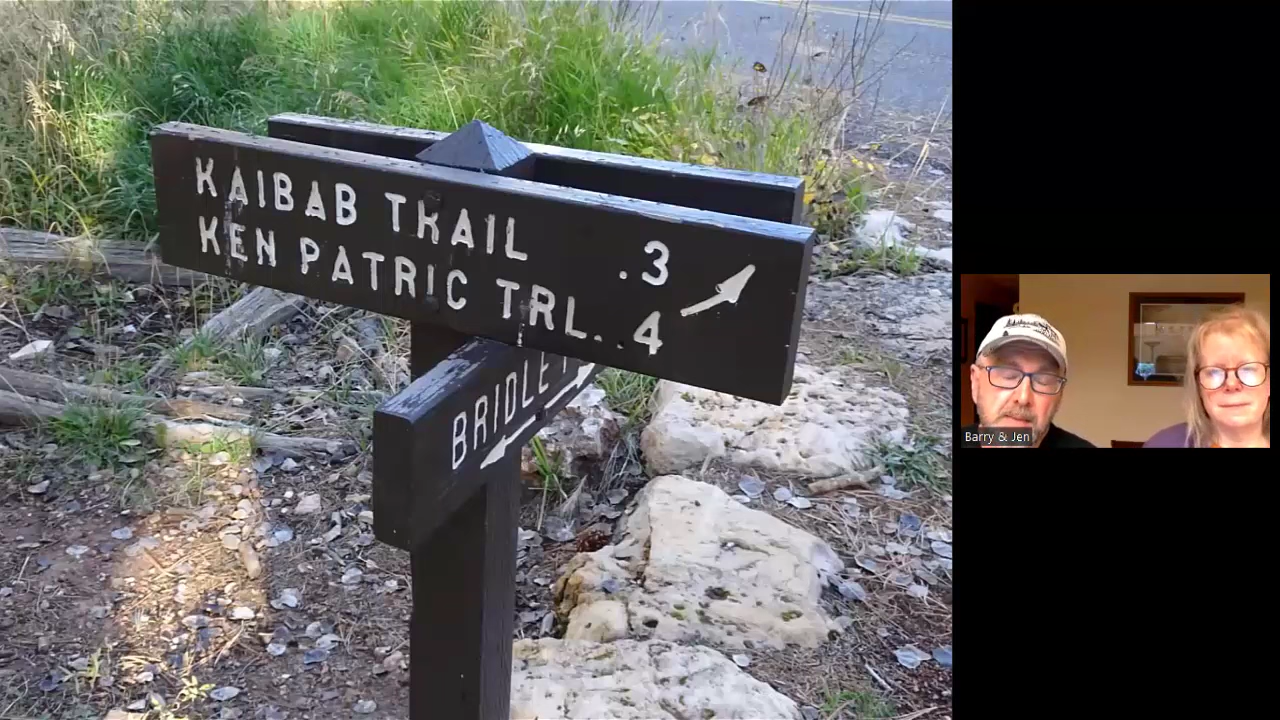 KAIBAB TRAIL .3
KEN PATRIC TRL. .4
BRIDLE
Barry & Jen